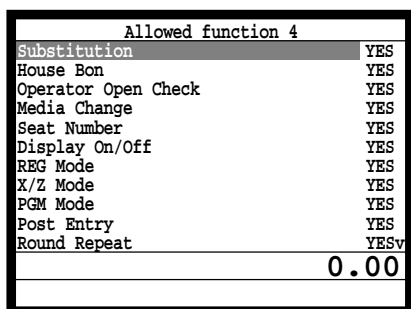 Allowed function 4
Substitution YES
House Bon YES
Operator Open Check YES
Media Change YES
Seat Number YES
Display On/Off YES
REG Mode YES
X/Z Mode YES
PGM Mode YES
Post Entry YES
Round Repeat YESv
0.00